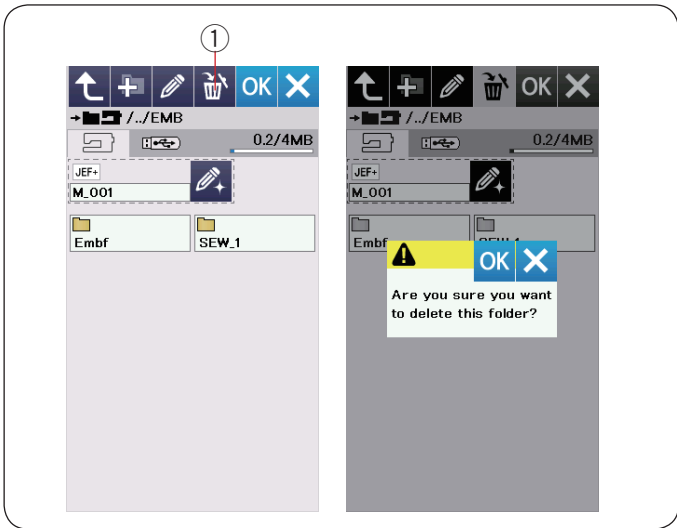 ①
OK
/../EMB
0.2/4MB
JEF+
M_001
Embf
SEW_1
OK
/../EMB
0.2/4MB
JEF+
M_001
Embf
OK
Are you sure you want
to delete this folder?